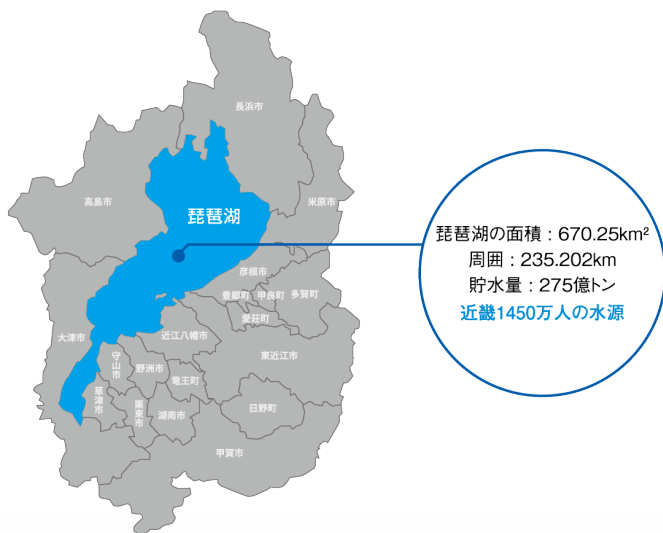 長浜市
高島市
米原市
琵琶湖
琵琶湖の面積：670.25km²
周囲：235.202km
貯水量：275億トン
近畿1450万人の水源
彦根市
豊郷町
甲良町
多賀町
愛荘町
大津市
近江八幡市
東近江市
守山市
野洲市
竜王町
草津市
栗東市
湖南市
日野町
甲賀市